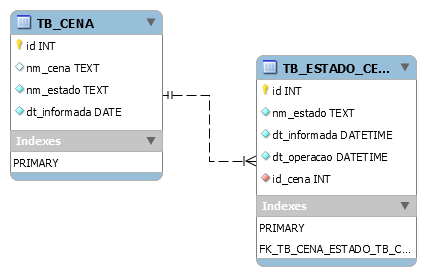 TB_CENA
id INT
nm_cena TEXT
nm_estado TEXT
dt_informada DATE
Indexes
PRIMARY
TB_ESTADO_CE...
id INT
nm_estado TEXT
dt_informada DATETIME
dt_operacao DATETIME
id_cena INT
Indexes
PRIMARY
FK_TB_CENA_ESTADO_TB_C...